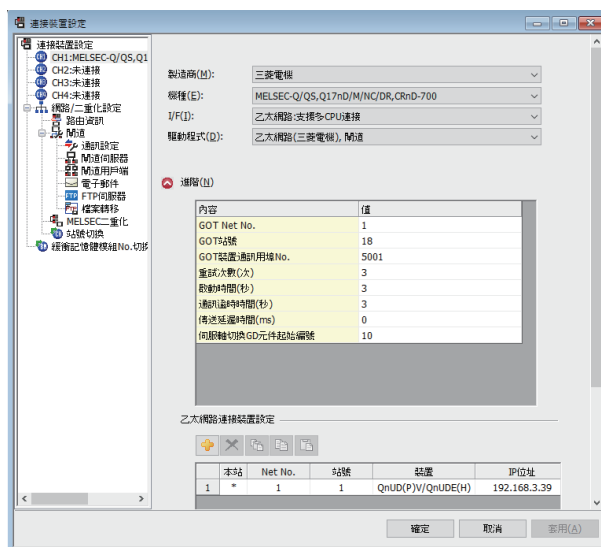 連接裝置設定
連接裝置設定
CH1:MELSEC-Q/QS,Q1
CH2:未連接
CH3:未連接
CH4:未連接
網路/二重化設定
路由資訊
閘道
通訊設定
閘道伺服器
閘道用戶端
電子郵件
FTP伺服器
檔案轉移
MELSEC二重化
站號切換
緩衝記憶體模組No.切換
製造商(M):
三菱電機
機種(E):
MELSEC-Q/QS,Q17nD/M/NC/DR,CRnD-700
I/F(I):
乙太網路:支援多CPU連接
驅動程式(D):
乙太網路(三菱電機), 閘道
進階(N)
內容 值
GOT Net No. 1
GOT站號 18
GOT裝置通訊用埠No. 5001
重試次數(次) 3
啟動時間(秒) 3
通訊逾時時間(秒) 3
傳送延遲時間(ms) 0
伺服軸切換GD元件起始編號 10
乙太網路連接裝置設定
本站 Net No. 站號 裝置 IP位址
1 * 1 1 QnUD(P)V/QnUDE(H) 192.168.3.39
確定 取消 套用(A)